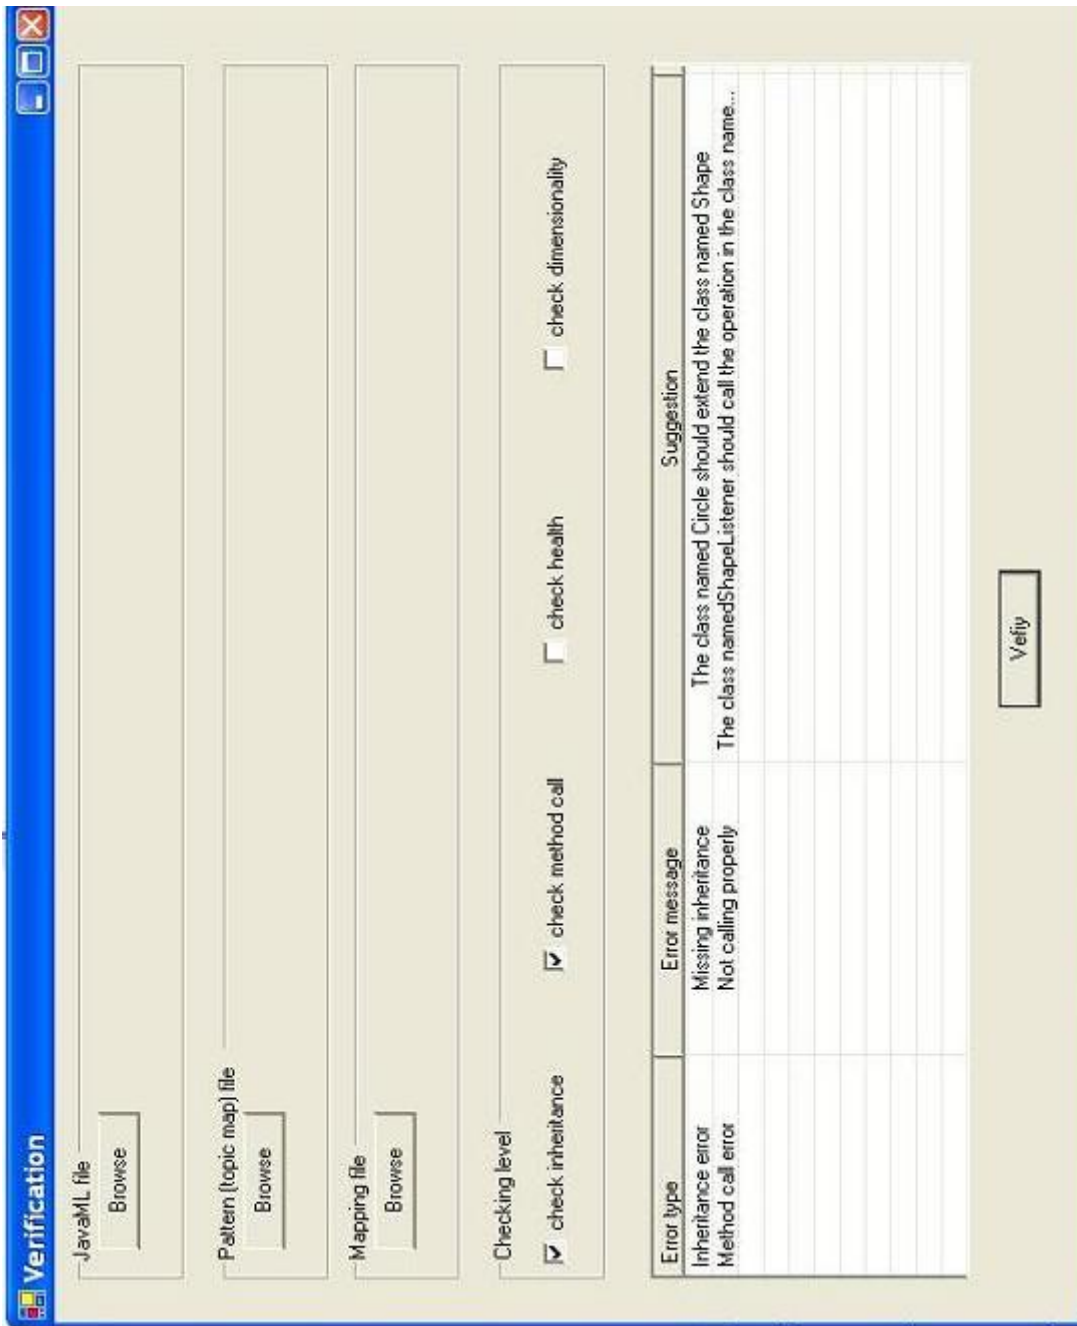 Verification
JavaML file
Browse
Pattern (topic map) file
Browse
Mapping file
Browse
Checking level
check inheritance check method call check health check dimensionality
Error type Error message Suggestion
Inheritance error Missing inheritance The class named Circle should extend the class named Shape
Method call error Not calling properly The class namedShapeListener should call the operation in the class name...
Vefiy